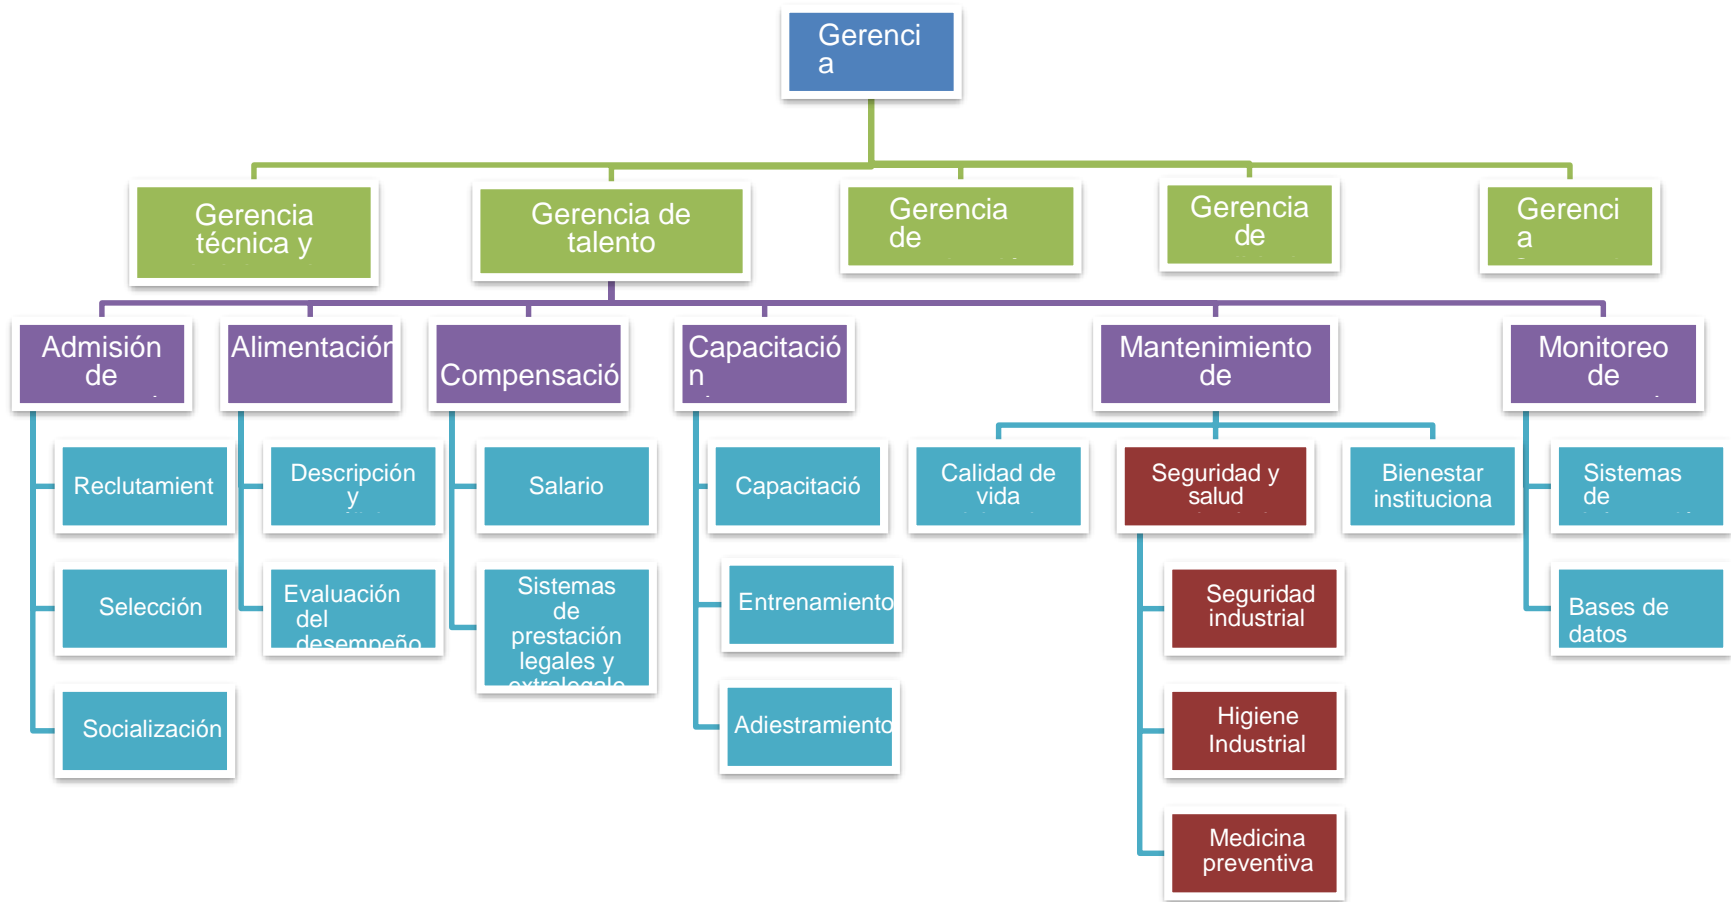 Gerenci
a
Gerencia
técnica y
Gerencia de
talento
Gerencia
de
Gerencia
de
Gerenci
a
Admisión
de
Alimentación
Compensació
Capacitació
n
Mantenimiento
de
Monitoreo
de
Reclutamient
Descripción
y
Salario
Capacitació
Calidad de
vida
Seguridad y
salud
Bienestar
instituciona
Sistemas
de
Selección
Evaluación
del
desempeño
Sistemas
de
prestación
legales y
extralegale
Entrenamiento
Seguridad
industrial
Bases de
datos
Socialización
Adiestramiento
Higiene
Industrial
Medicina
preventiva